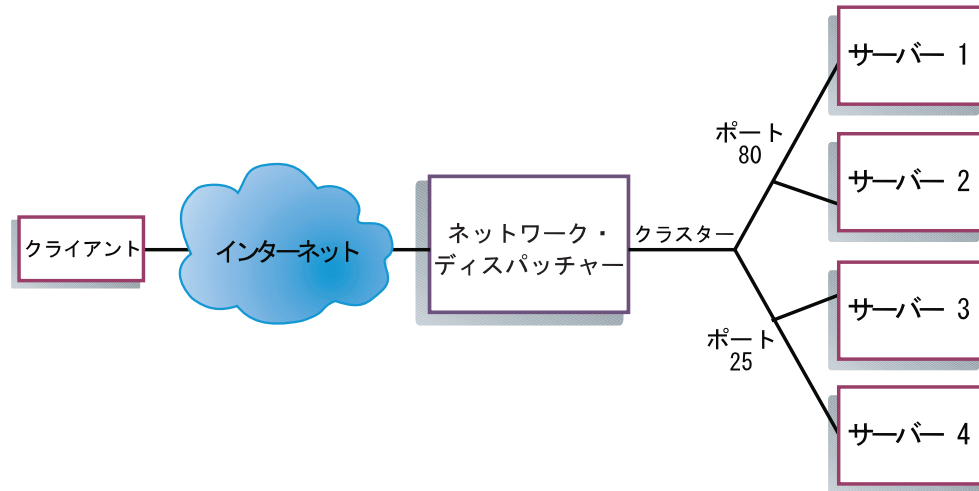 クライアント
インターネット
ネットワーク・
ディスパッチャー
クラスター
ポート
80
ポート
25
サーバー 1
サーバー 2
サーバー 3
サーバー 4